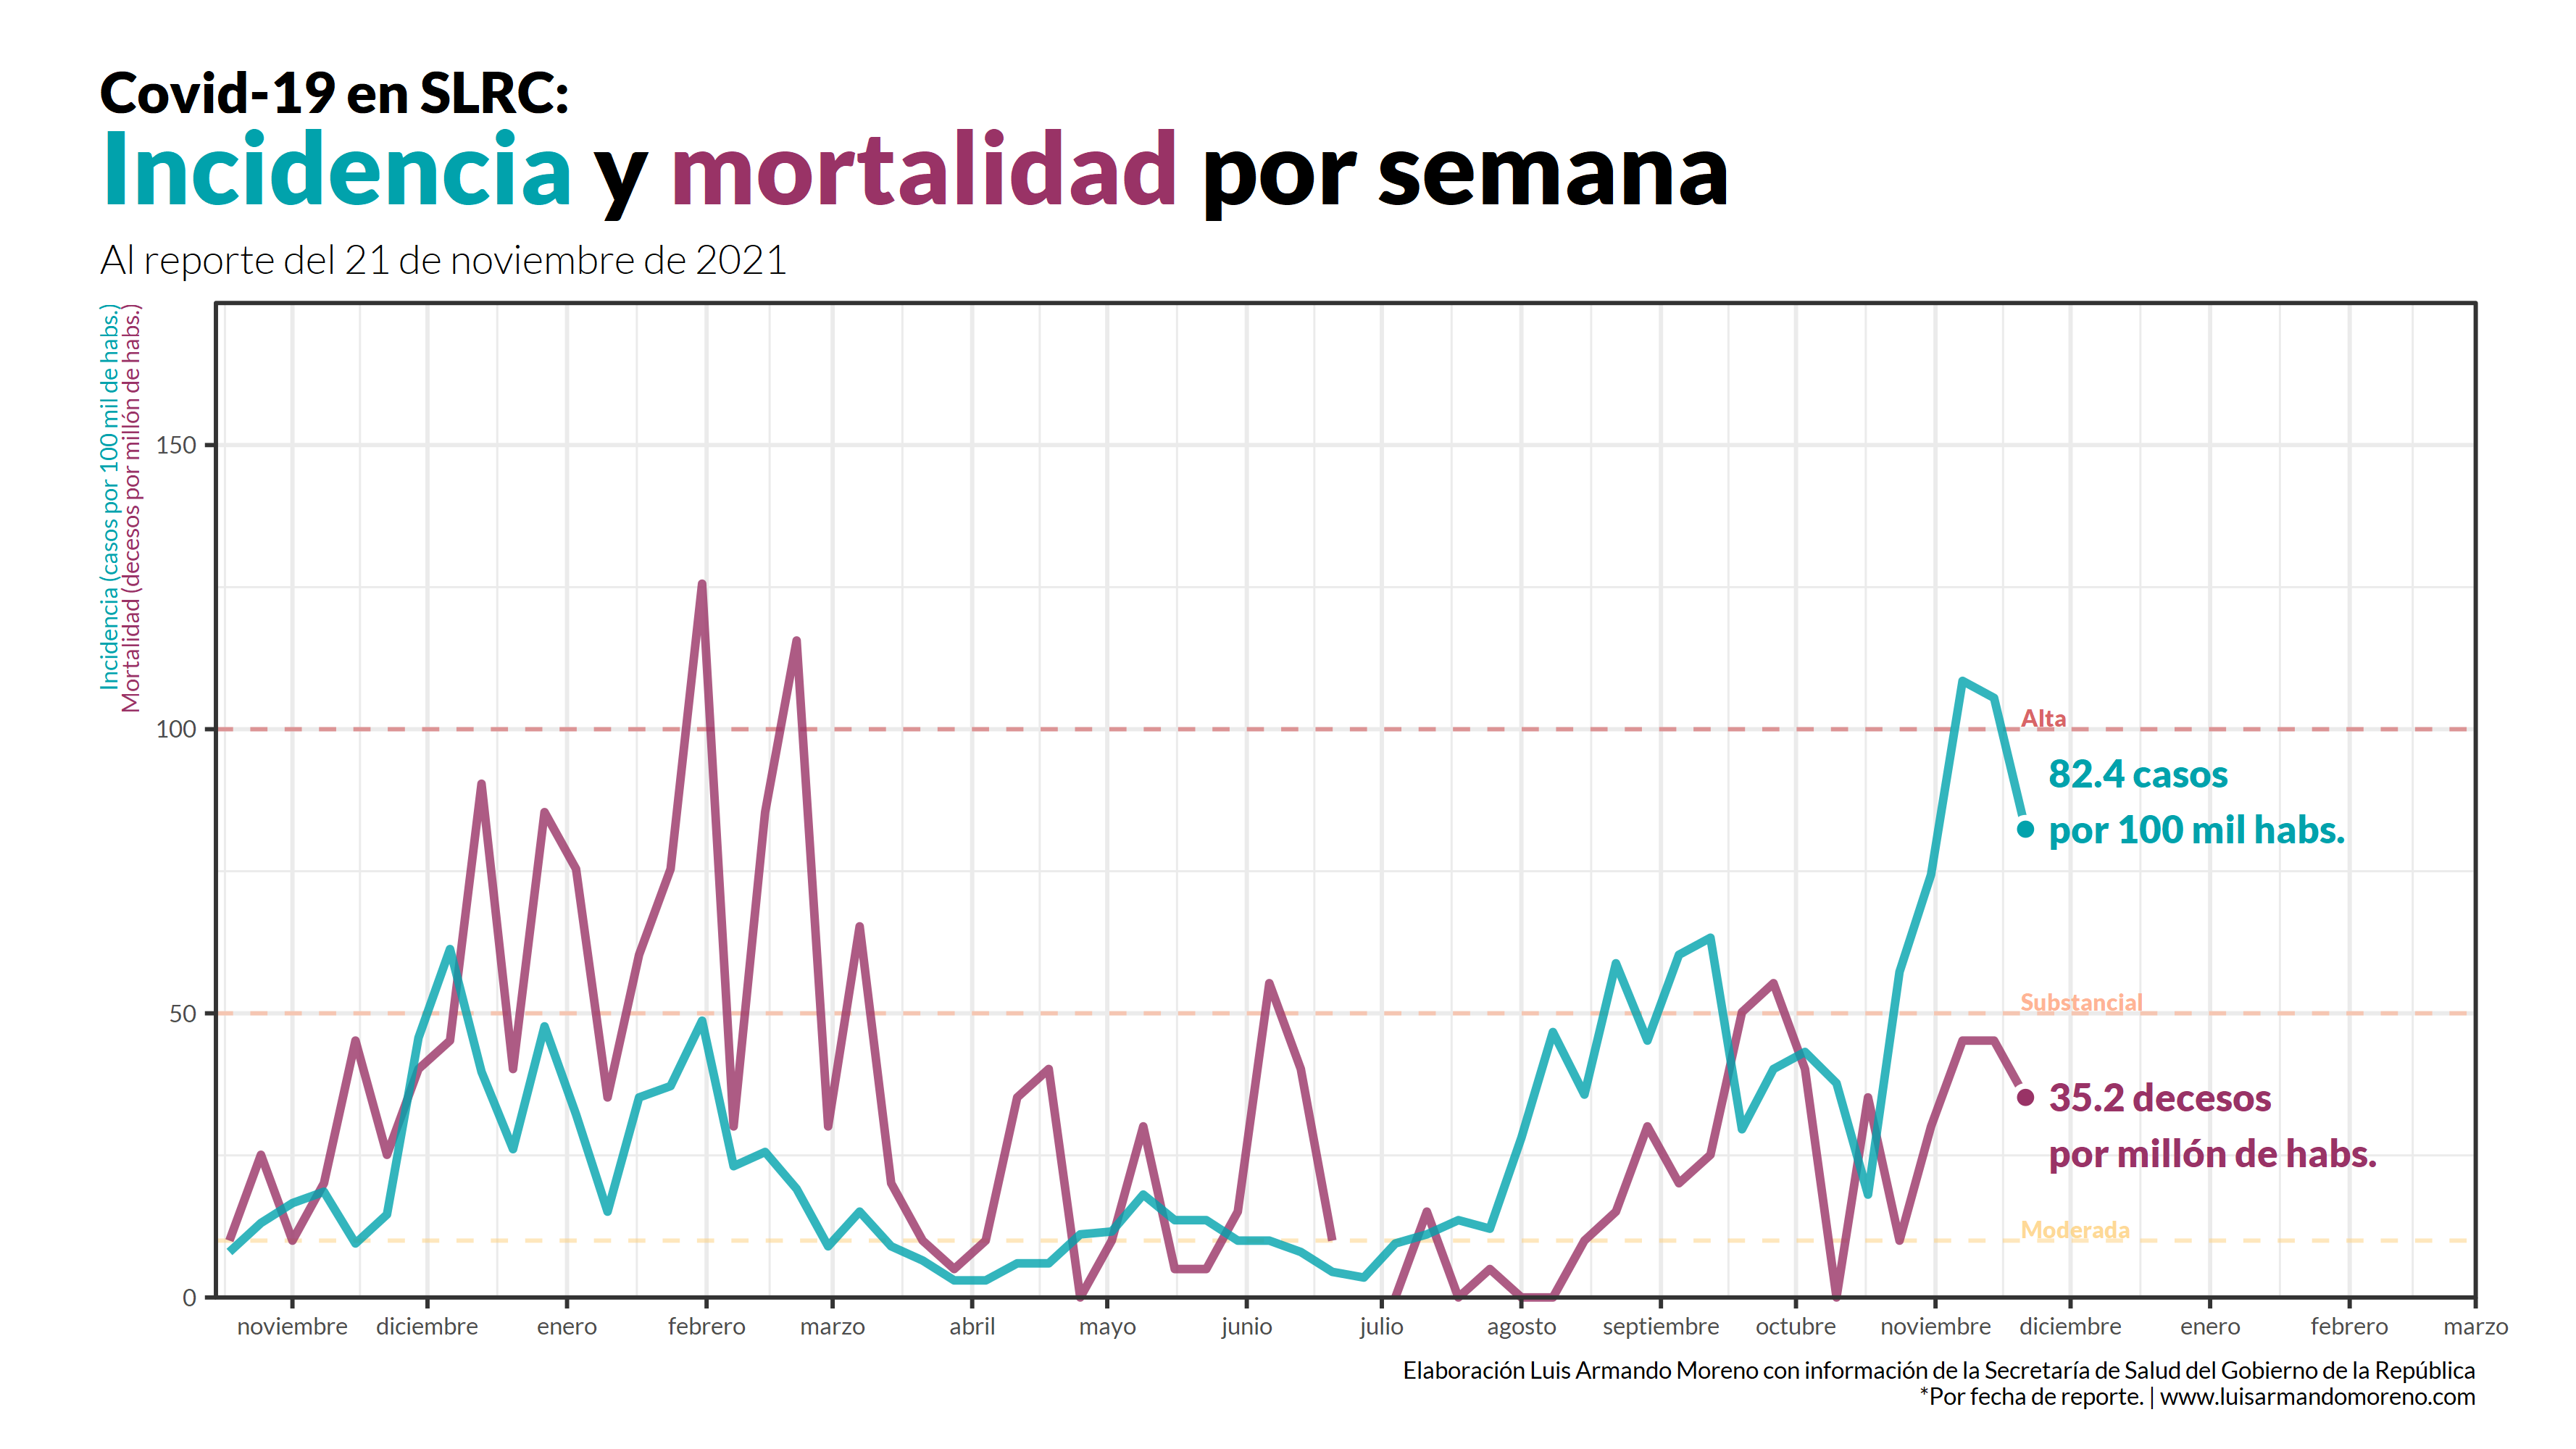 Covid-19 en SLRC:
Incidencia y mortalidad por semana
Al reporte del 21 de noviembre de 2021
Incidencia (casos por 100 mil de habs.)
Mortalidad (decesos por millón de habs.)
150
100
50
0
Alta
82.4 casos
por 100 mil habs.
Substancial
35.2 decesos
por millón de habs.
Moderada
noviembre diciembre enero febrero marzo abril mayo junio julio agosto septiembre octubre noviembre diciembre enero febrero marzo
Elaboración Luis Armando Moreno con información de la Secretaría de Salud del Gobierno de la República
*Por fecha de reporte. | www.luisarmandomoreno.com